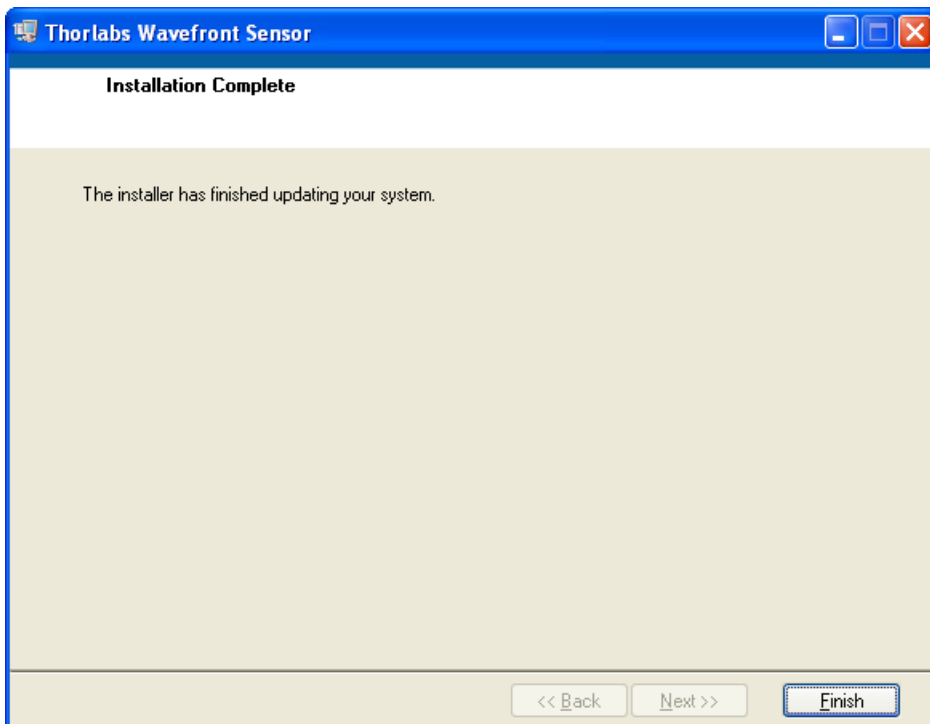 Thorlabs Wavefront Sensor
Installation Complete
The installer has finished updating your system.
<< Back Next >> Finish